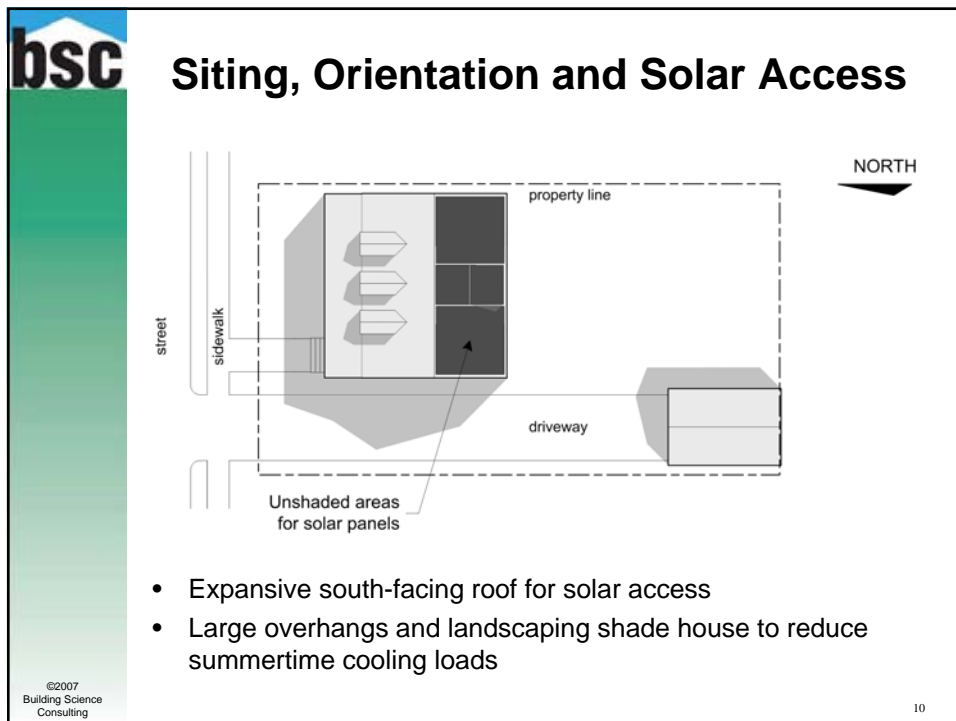 bsc
Siting, Orientation and Solar Access
NORTH
property line
street
sidewalk
driveway
Unshaded areas
for solar panels
• Expansive south-facing roof for solar access
• Large overhangs and landscaping shade house to reduce
summertime cooling loads
©2007
Building Science
Consulting
10